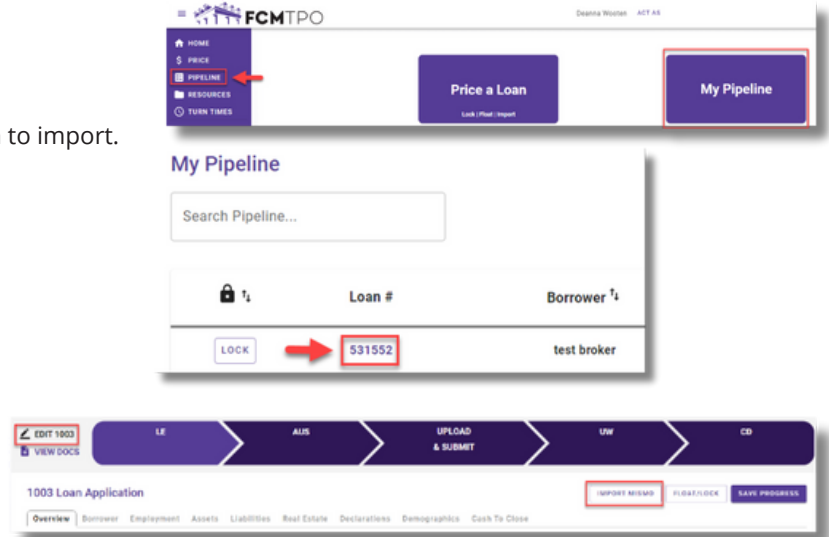 FCMTPO
Deanna Wooten ACT AS
HOME
PRICE
PIPELINE
RESOURCES
TURN TIMES
Price a Loan
Lock | Float | Import
My Pipeline
to import.
My Pipeline
Search Pipeline...
Loan # Borrower
LOCK 531552 test broker
EDIT 1003
VIEW DOCS
LE AUS UPLOAD & SUBMIT UW CD
1003 Loan Application
IMPORT MISMO FLOAT/LOCK SAVE PROGRESS
Overview Borrower Employment Assets Liabilities Real Estate Declarations Demographics Cash To Close